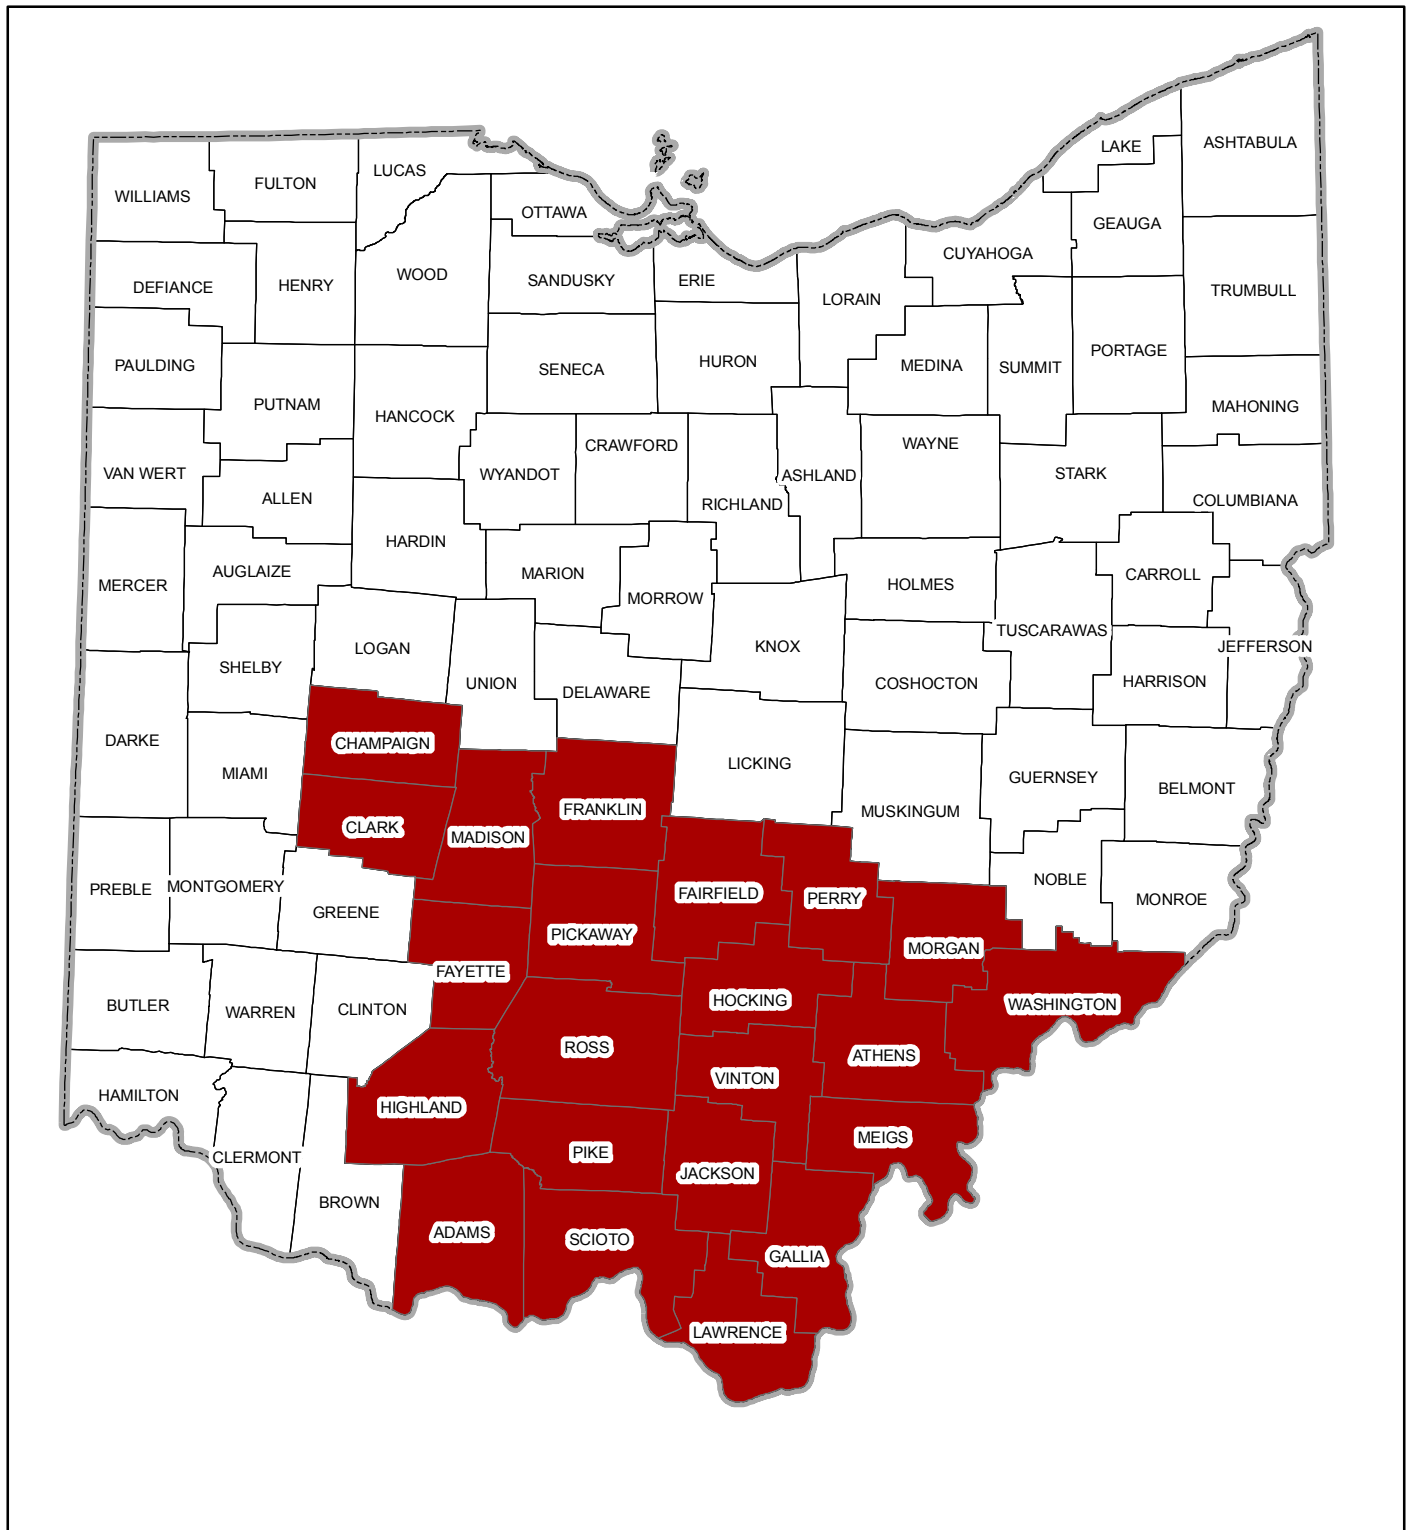 ASHTABULA
LAKE
LUCAS
FULTON
WILLIAMS
OTTAWA
GEAUGA
CUYAHOGA
WOOD
SANDUSKY
ERIE
HENRY
DEFIANCE
TRUMBULL
LORAIN
PORTAGE
HURON
MEDINA
SUMMIT
PAULDING
SENECA
PUTNAM
MAHONING
HANCOCK
WAYNE
CRAWFORD
VAN WERT
WYANDOT
ASHLAND
STARK
ALLEN
RICHLAND
COLUMBIANA
HARDIN
AUGLAIZE
MARION
CARROLL
MERCER
HOLMES
MORROW
TUSCARAWAS
KNOX
JEFFERSON
LOGAN
SHELBY
UNION
COSHOCTON
HARRISON
DELAWARE
DARKE
CHAMPAIGN
LICKING
MIAMI
GUERNSEY
BELMONT
FRANKLIN
MUSKINGUM
CLARK
MADISON
NOBLE
PREBLE
MONTGOMERY
FAIRFIELD
PERRY
MONROE
GREENE
PICKAWAY
MORGAN
FAYETTE
HOCKING
WASHINGTON
BUTLER
WARREN
CLINTON
ROSS
ATHENS
VINTON
HAMILTON
HIGHLAND
MEIGS
PIKE
CLERMONT
JACKSON
BROWN
ADAMS
SCIOTO
GALLIA
LAWRENCE